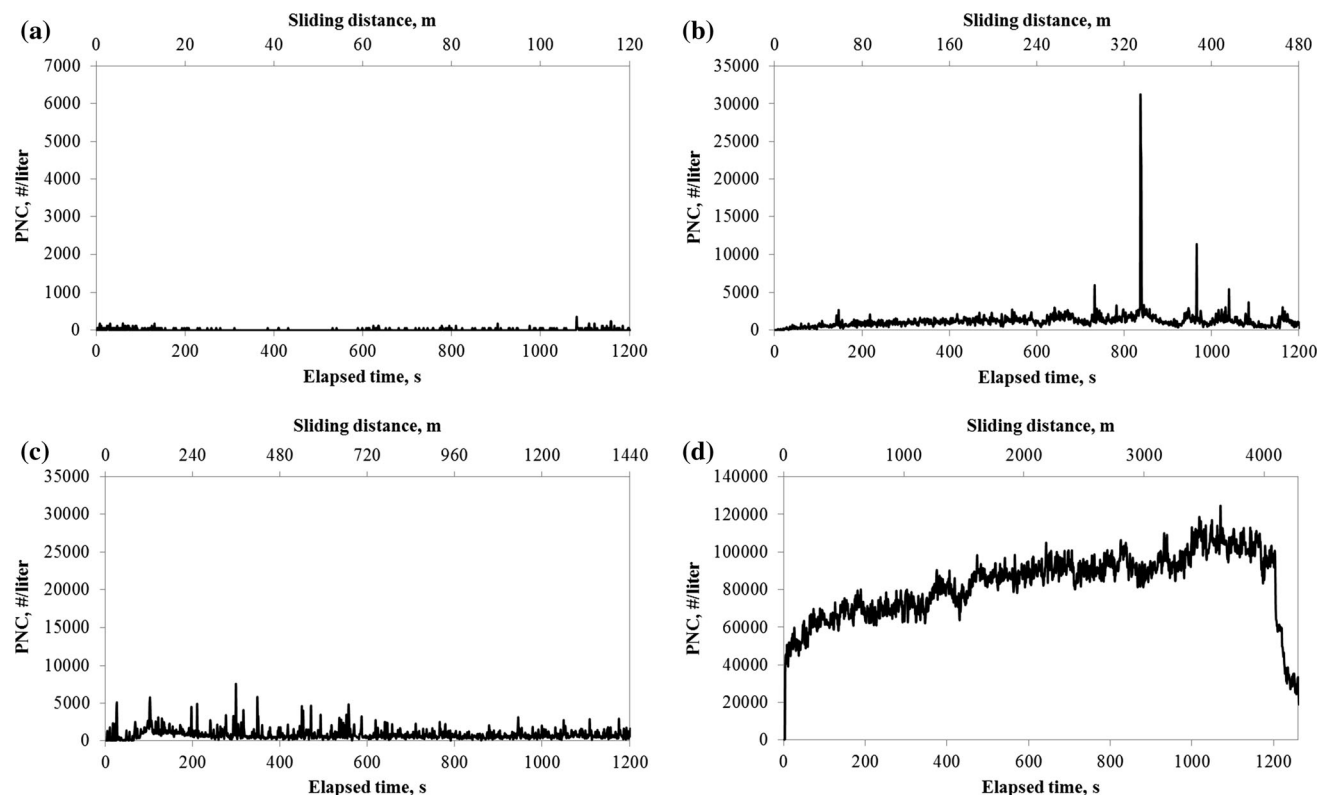 (a)
Sliding distance, m
0 20 40 60 80 100 120
7000
6000
5000
4000
3000
2000
1000
0
PNC, #/liter
0 200 400 600 800 1000 1200
Elapsed time, s
(b)
Sliding distance, m
0 80 160 240 320 400 480
35000
30000
25000
20000
15000
10000
5000
0
PNC, #/liter
0 200 400 600 800 1000 1200
Elapsed time, s
(c)
Sliding distance, m
0 240 480 720 960 1200 1440
35000
30000
25000
20000
15000
10000
5000
0
PNC, #/liter
0 200 400 600 800 1000 1200
Elapsed time, s
(d)
Sliding distance, m
0 1000 2000 3000 4000
140000
120000
100000
80000
60000
40000
20000
0
PNC, #/liter
0 200 400 600 800 1000 1200
Elapsed time, s